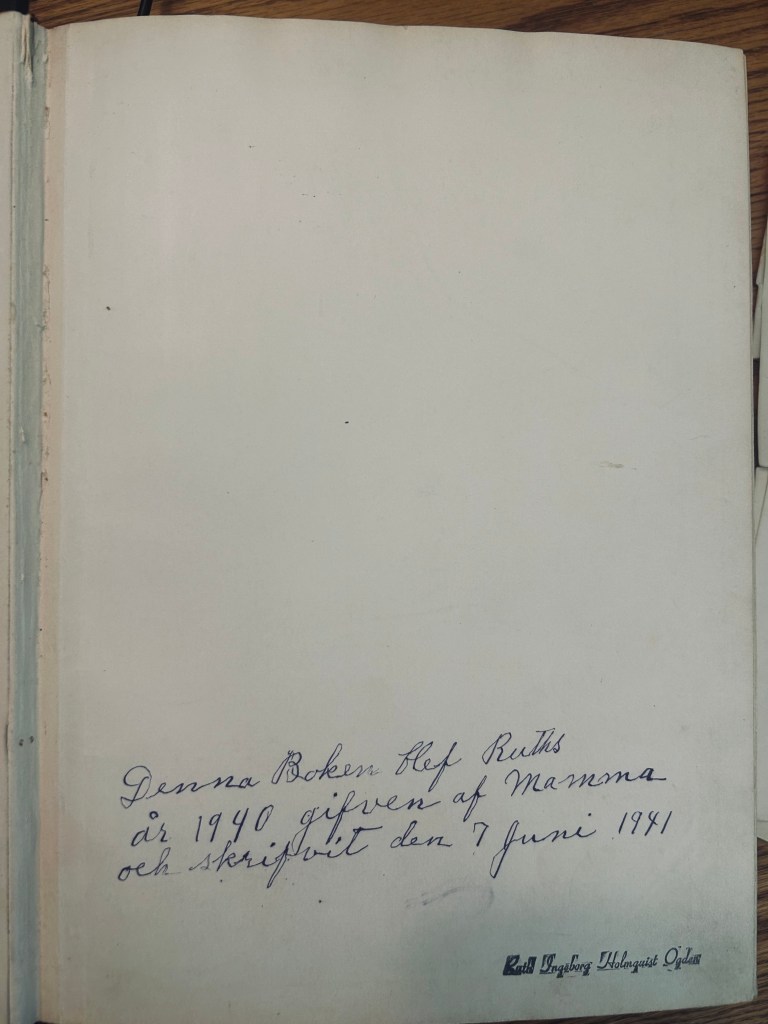 Denna Boken blef Ruths
år 1940 gifven af Mamma
och skrifvit den 7 Juni 1941
Ruth Ingeborg Holmquist Ogden